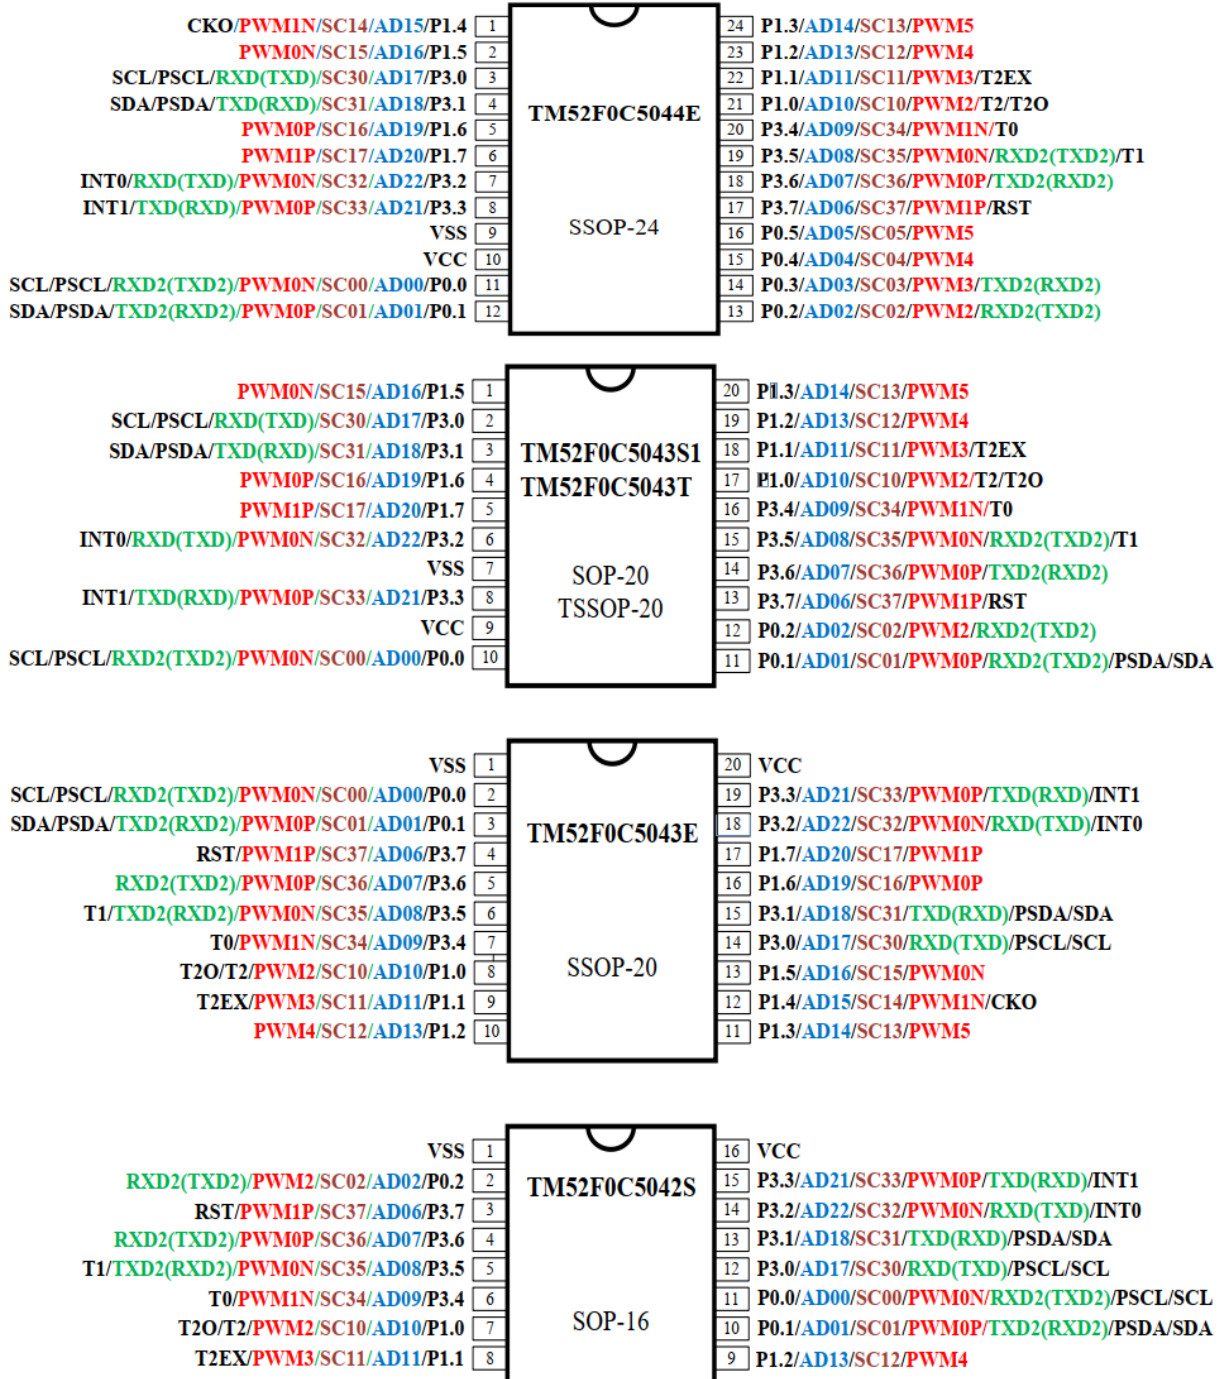 CKO/PWM1N/SC14/AD15/P1.4 1 24 P1.3/AD14/SC13/PWM5
PWM0N/SC15/AD16/P1.5 2 23 P1.2/AD13/SC12/PWM4
SCL/PSCL/RXD(TXD)/SC30/AD17/P3.0 3 22 P1.1/AD11/SC11/PWM3/T2EX
SDA/PSDA/TXD(RXD)/SC31/AD18/P3.1 4 TM52F0C5044E 21 P1.0/AD10/SC10/PWM2/T2/T2O
PWM0P/SC16/AD19/P1.6 5 20 P3.4/AD09/SC34/PWM1N/T0
PWM1P/SC17/AD20/P1.7 6 19 P3.5/AD08/SC35/PWM0N/RXD2(TXD2)/T1
INT0/RXD(TXD)/PWM0N/SC32/AD22/P3.2 7 18 P3.6/AD07/SC36/PWM0P/TXD2(RXD2)
INT1/TXD(RXD)/PWM0P/SC33/AD21/P3.3 8 SSOP-24 17 P3.7/AD06/SC37/PWM1P/RST
VSS 9 16 P0.5/AD05/SC05/PWM5
VCC 10 15 P0.4/AD04/SC04/PWM4
SCL/PSCL/RXD2(TXD2)/PWM0N/SC00/AD00/P0.0 11 14 P0.3/AD03/SC03/PWM3/TXD2(RXD2)
SDA/PSDA/TXD2(RXD2)/PWM0P/SC01/AD01/P0.1 12 13 P0.2/AD02/SC02/PWM2/RXD2(TXD2)
PWM0N/SC15/AD16/P1.5 1 20 P1.3/AD14/SC13/PWM5
SCL/PSCL/RXD(TXD)/SC30/AD17/P3.0 2 19 P1.2/AD13/SC12/PWM4
SDA/PSDA/TXD(RXD)/SC31/AD18/P3.1 3 TM52F0C5043S1 18 P1.1/AD11/SC11/PWM3/T2EX
PWM0P/SC16/AD19/P1.6 4 TM52F0C5043T 17 P1.0/AD10/SC10/PWM2/T2/T2O
PWM1P/SC17/AD20/P1.7 5 16 P3.4/AD09/SC34/PWM1N/T0
INT0/RXD(TXD)/PWM0N/SC32/AD22/P3.2 6 15 P3.5/AD08/SC35/PWM0N/RXD2(TXD2)/T1
VSS 7 SOP-20 14 P3.6/AD07/SC36/PWM0P/TXD2(RXD2)
INT1/TXD(RXD)/PWM0P/SC33/AD21/P3.3 8 TSSOP-20 13 P3.7/AD06/SC37/PWM1P/RST
VCC 9 12 P0.2/AD02/SC02/PWM2/RXD2(TXD2)
SCL/PSCL/RXD2(TXD2)/PWM0N/SC00/AD00/P0.0 10 11 P0.1/AD01/SC01/PWM0P/RXD2(TXD2)/PSDA/SDA
VSS 1 20 VCC
SCL/PSCL/RXD2(TXD2)/PWM0N/SC00/AD00/P0.0 2 19 P3.3/AD21/SC33/PWM0P/TXD(RXD)/INT1
SDA/PSDA/TXD2(RXD2)/PWM0P/SC01/AD01/P0.1 3 TM52F0C5043E 18 P3.2/AD22/SC32/PWM0N/RXD(TXD)/INT0
RST/PWM1P/SC37/AD06/P3.7 4 17 P1.7/AD20/SC17/PWM1P
RXD2(TXD2)/PWM0P/SC36/AD07/P3.6 5 16 P1.6/AD19/SC16/PWM0P
T1/TXD2(RXD2)/PWM0N/SC35/AD08/P3.5 6 15 P3.1/AD18/SC31/TXD(RXD)/PSDA/SDA
T0/PWM1N/SC34/AD09/P3.4 7 14 P3.0/AD17/SC30/RXD(TXD)/PSCL/SCL
T2O/T2/PWM2/SC10/AD10/P1.0 8 SSOP-20 13 P1.5/AD16/SC15/PWM0N
T2EX/PWM3/SC11/AD11/P1.1 9 12 P1.4/AD15/SC14/PWM1N/CKO
PWM4/SC12/AD13/P1.2 10 11 P1.3/AD14/SC13/PWM5
VSS 1 16 VCC
RXD2(TXD2)/PWM2/SC02/AD02/P0.2 2 TM52F0C5042S 15 P3.3/AD21/SC33/PWM0P/TXD(RXD)/INT1
RST/PWM1P/SC37/AD06/P3.7 3 14 P3.2/AD22/SC32/PWM0N/RXD(TXD)/INT0
RXD2(TXD2)/PWM0P/SC36/AD07/P3.6 4 13 P3.1/AD18/SC31/TXD(RXD)/PSDA/SDA
T1/TXD2(RXD2)/PWM0N/SC35/AD08/P3.5 5 12 P3.0/AD17/SC30/RXD(TXD)/PSCL/SCL
T0/PWM1N/SC34/AD09/P3.4 6 11 P0.0/AD00/SC00/PWM0N/RXD2(TXD2)/PSCL/SCL
T2O/T2/PWM2/SC10/AD10/P1.0 7 SOP-16 10 P0.1/AD01/SC01/PWM0P/TXD2(RXD2)/PSDA/SDA
T2EX/PWM3/SC11/AD11/P1.1 8 9 P1.2/AD13/SC12/PWM4